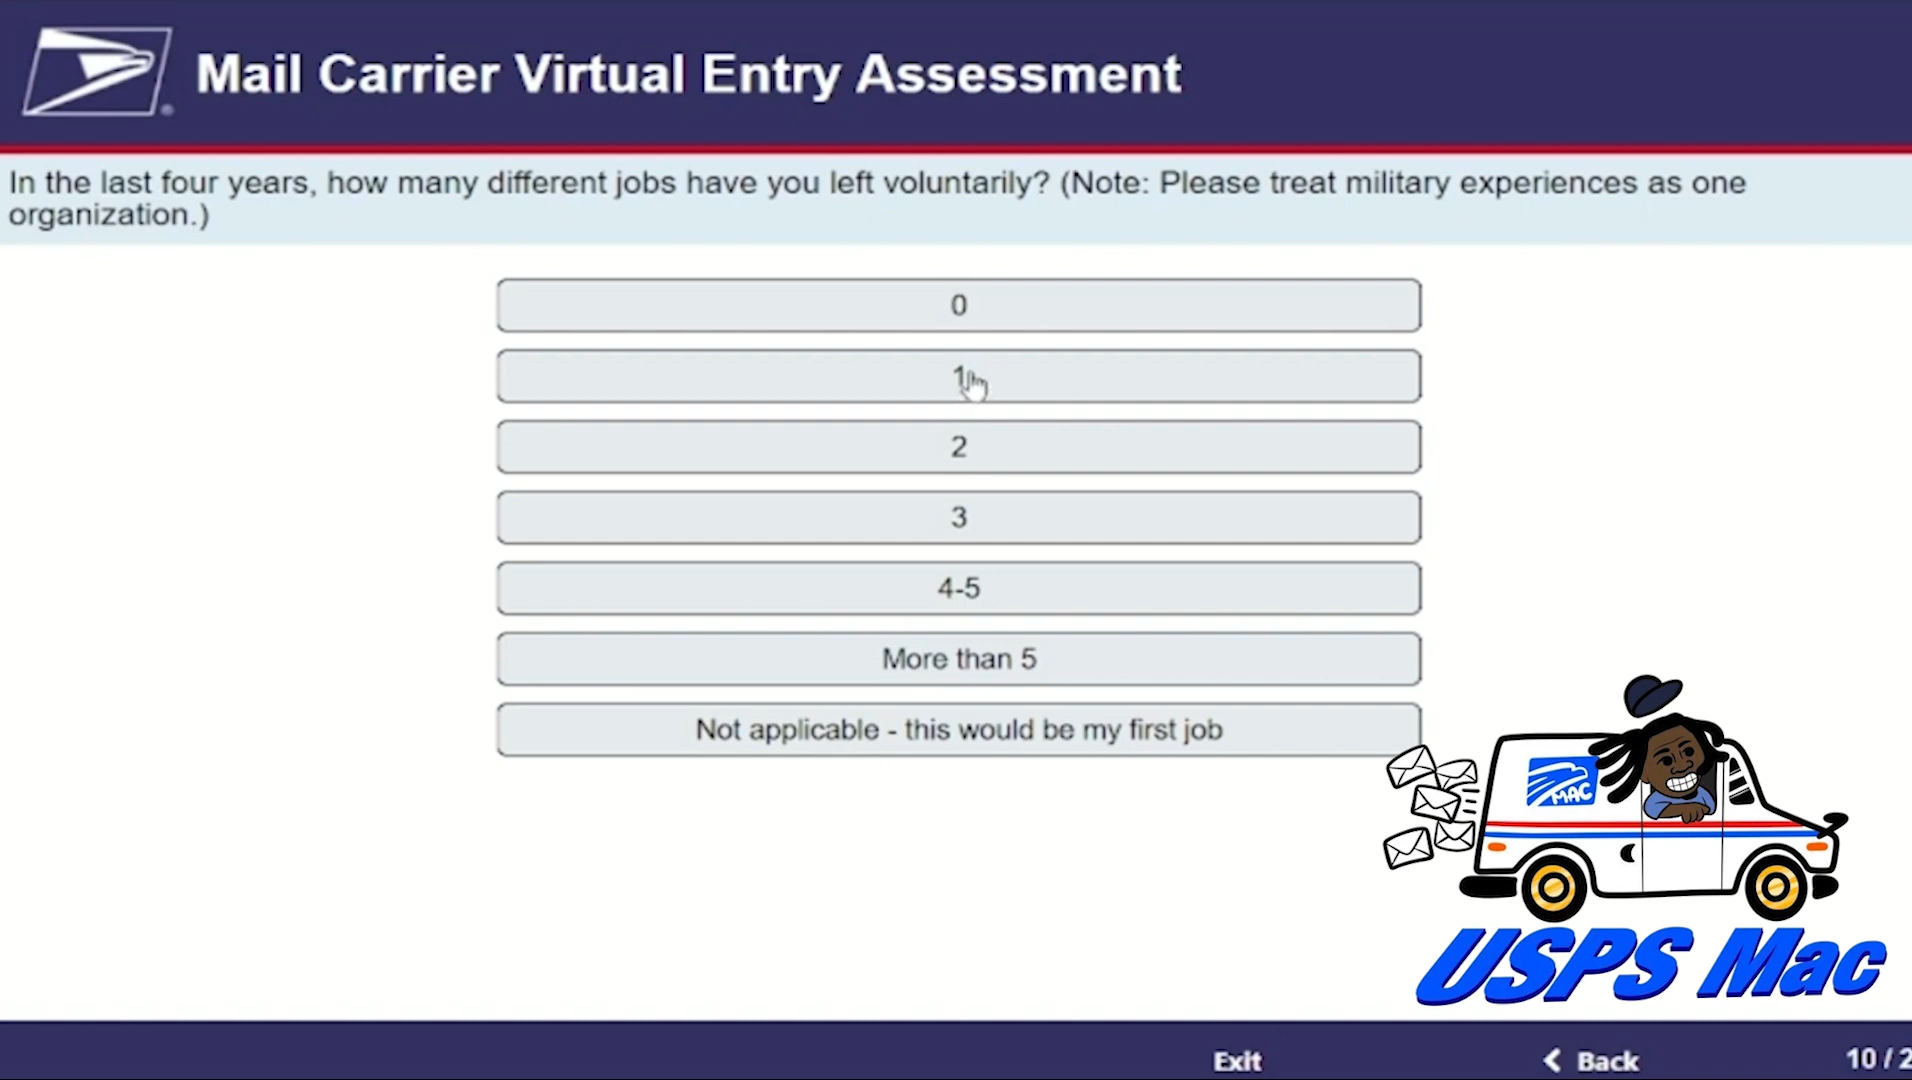 Mail Carrier Virtual Entry Assessment
In the last four years, how many different jobs have you left voluntarily? (Note: Please treat military experiences as one
organization.)
0
1
2
3
4-5
More than 5
Not applicable - this would be my first job
MAC
USPS Mac
Exit
Back
10 / 2